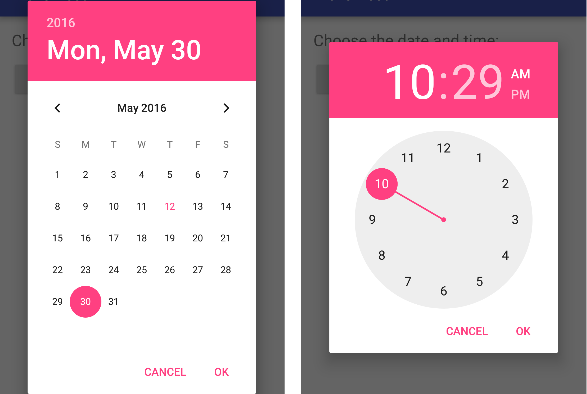 2016
Mon, May 30
May 2016
S M T W T F S
1 2 3 4 5 6 7
8 9 10 11 12 13 14
15 16 17 18 19 20 21
22 23 24 25 26 27 28
29 30 31
CANCEL OK
Choose the date and time:
10:29 AM
PM
12
11 1
10 2
9 3
8 4
7 5
6
CANCEL OK